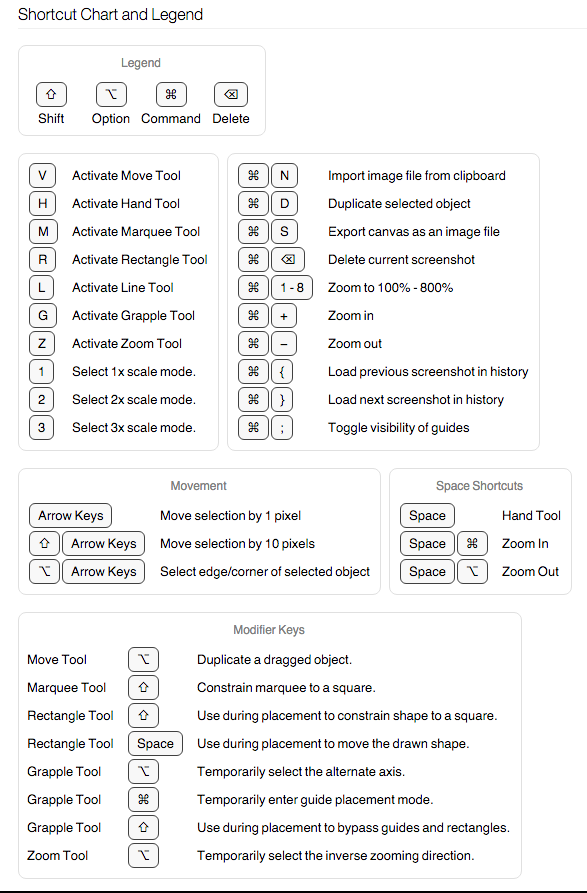 Shortcut Chart and Legend
Legend
⇧ ⌥ ⌘ ⌫
Shift Option Command Delete
V Activate Move Tool
H Activate Hand Tool
M Activate Marquee Tool
R Activate Rectangle Tool
L Activate Line Tool
G Activate Grapple Tool
Z Activate Zoom Tool
1 Select 1x scale mode.
2 Select 2x scale mode.
3 Select 3x scale mode.
⌘ N Import image file from clipboard
⌘ D Duplicate selected object
⌘ S Export canvas as an image file
⌘ ⌫ Delete current screenshot
⌘ 1 - 8 Zoom to 100% - 800%
⌘ + Zoom in
⌘ – Zoom out
⌘ { Load previous screenshot in history
⌘ } Load next screenshot in history
⌘ ; Toggle visibility of guides
Movement
Arrow Keys Move selection by 1 pixel
⇧ Arrow Keys Move selection by 10 pixels
⌥ Arrow Keys Select edge/corner of selected object
Space Shortcuts
Space Hand Tool
Space ⌘ Zoom In
Space ⌥ Zoom Out
Modifier Keys
Move Tool ⌥ Duplicate a dragged object.
Marquee Tool ⇧ Constrain marquee to a square.
Rectangle Tool ⇧ Use during placement to constrain shape to a square.
Rectangle Tool Space Use during placement to move the drawn shape.
Grapple Tool ⌥ Temporarily select the alternate axis.
Grapple Tool ⌘ Temporarily enter guide placement mode.
Grapple Tool ⇧ Use during placement to bypass guides and rectangles.
Zoom Tool ⌥ Temporarily select the inverse zooming direction.